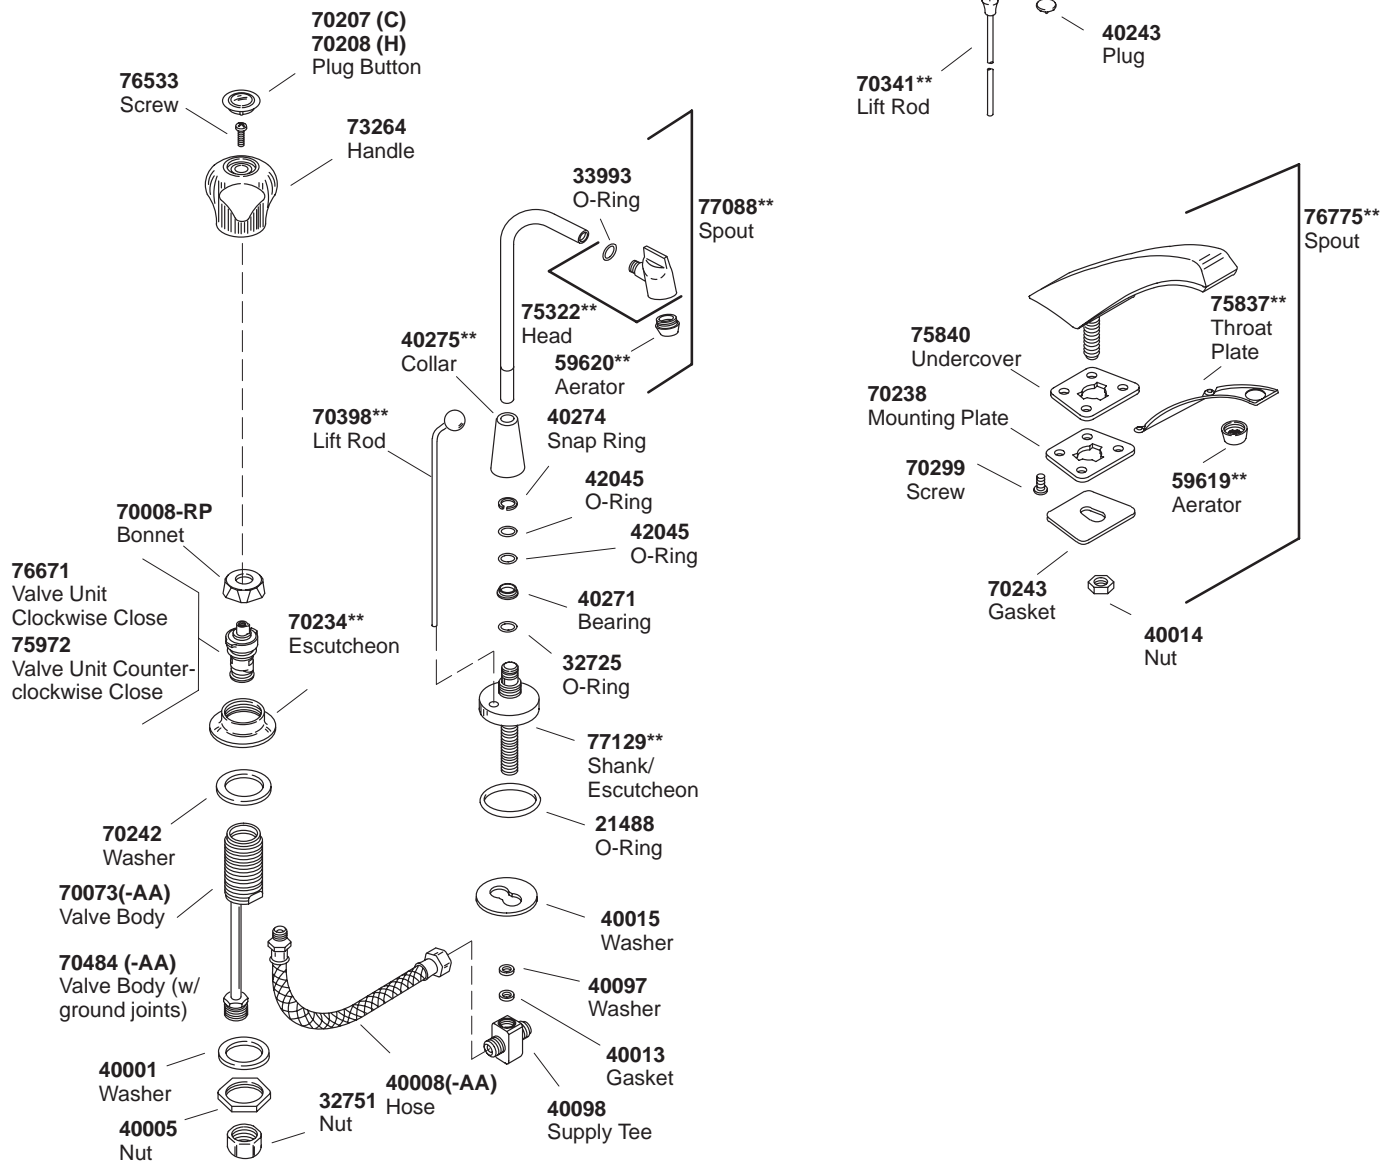 70207 (C)
70208 (H)
Plug Button
76533
Screw
73264
Handle
70008-RP
Bonnet
76671
Valve Unit
Clockwise Close
75972
Valve Unit Counter-
clockwise Close
70234**
Escutcheon
70242
Washer
70073(-AA)
Valve Body
70484 (-AA)
Valve Body (w/
ground joints)
40001
Washer
40005
Nut
32751
Nut
40008(-AA)
Hose
33993
O-Ring
77088**
Spout
75322**
Head
59620**
Aerator
40275**
Collar
70398**
Lift Rod
40274
Snap Ring
42045
O-Ring
42045
O-Ring
40271
Bearing
32725
O-Ring
77129**
Shank/
Escutcheon
21488
O-Ring
40015
Washer
40097
Washer
40013
Gasket
40098
Supply Tee
40243
Plug
70341**
Lift Rod
76775**
Spout
75837**
Throat
Plate
75840
Undercover
70238
Mounting Plate
70299
Screw
59619**
Aerator
70243
Gasket
40014
Nut